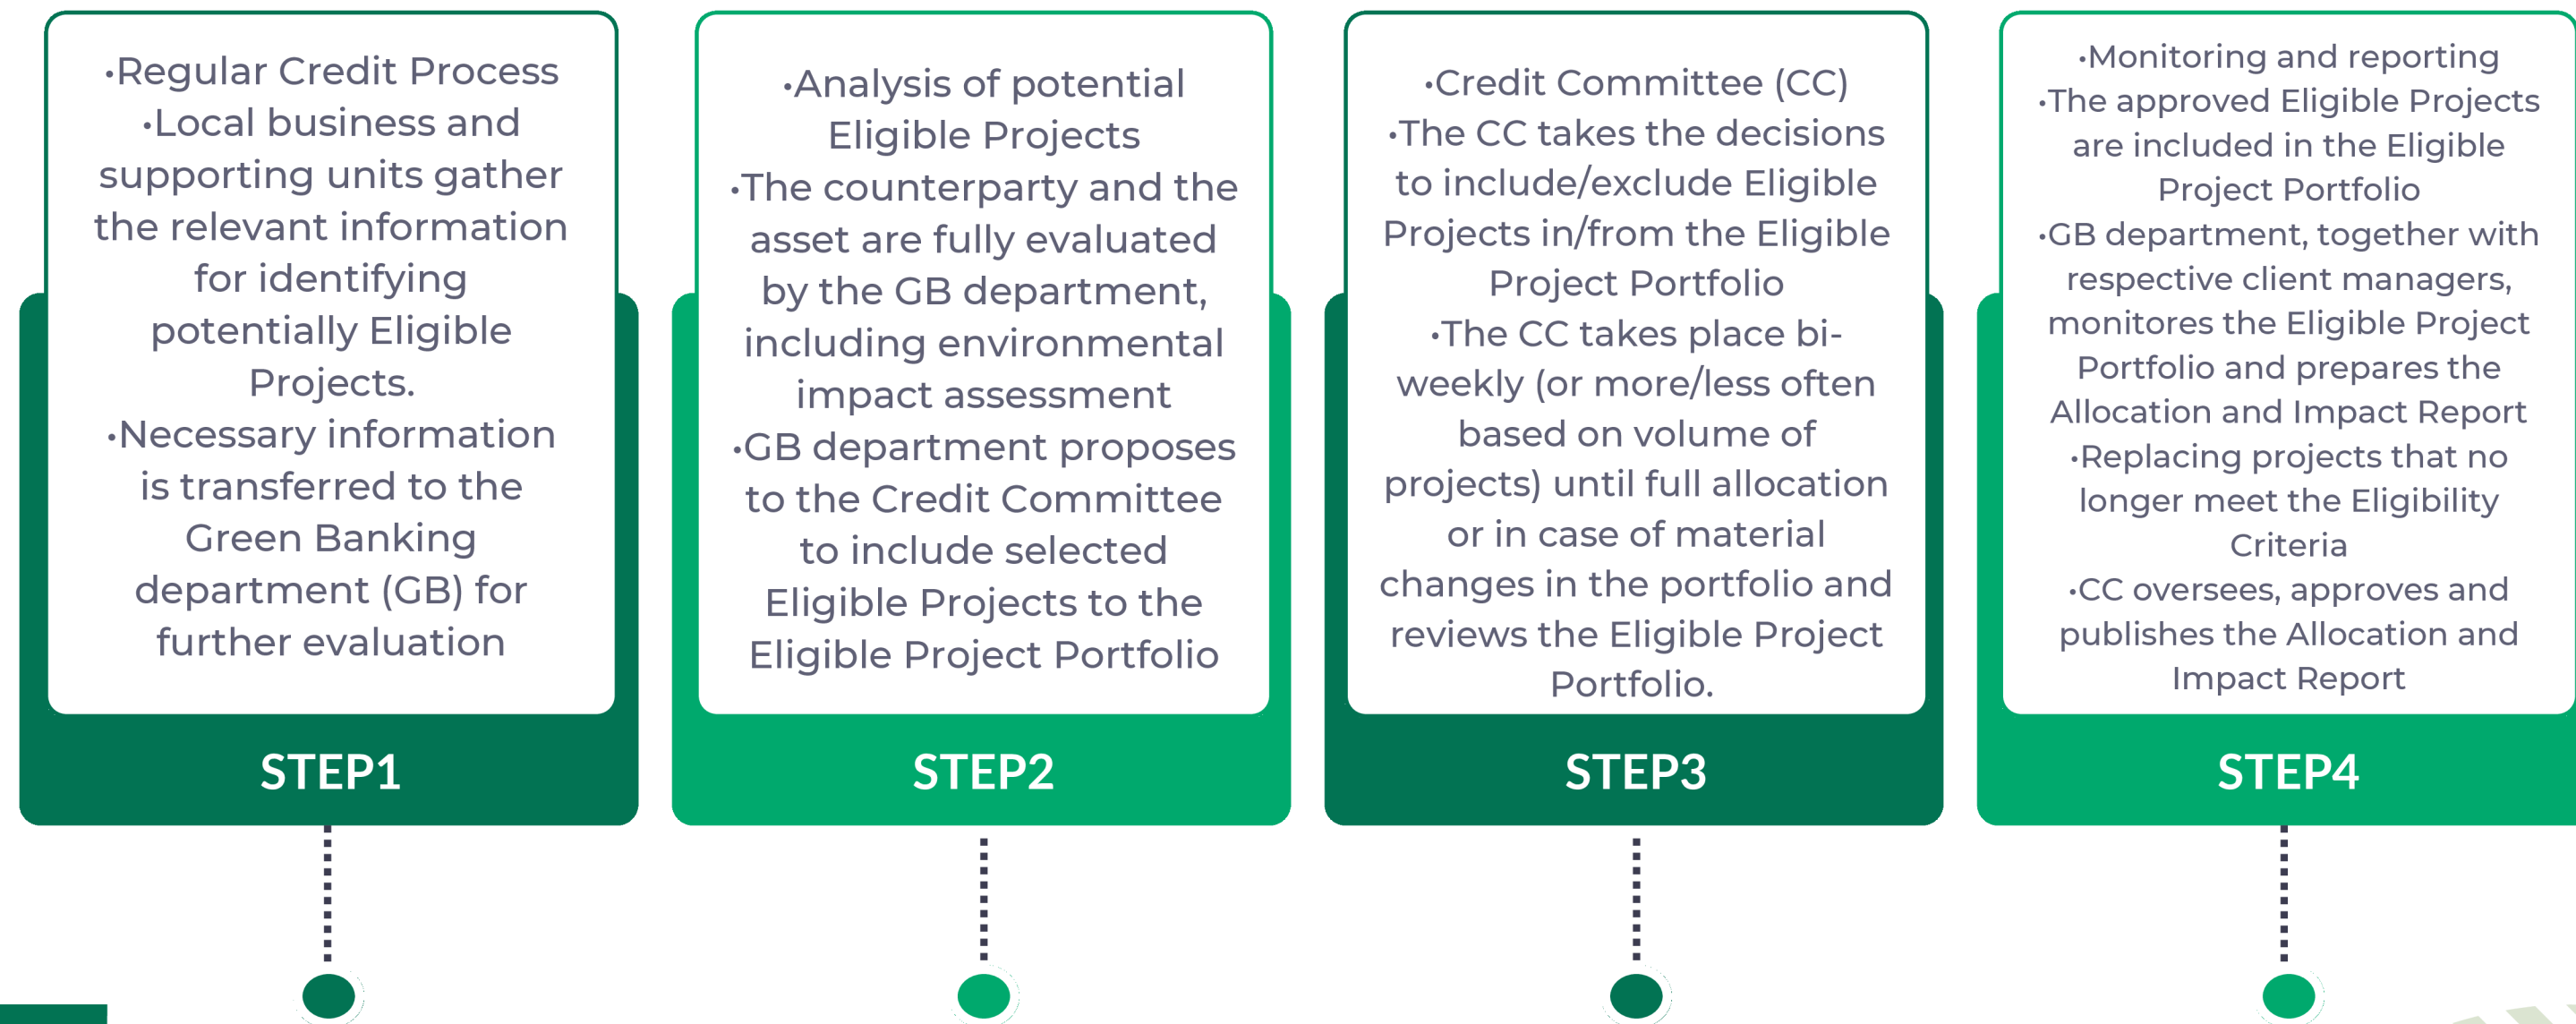 •Regular Credit Process
•Local business and
supporting units gather
the relevant information
for identifying
potentially Eligible
Projects.
•Necessary information
is transferred to the
Green Banking
department (GB) for
further evaluation
STEP1
•Analysis of potential
Eligible Projects
•The counterparty and the
asset are fully evaluated
by the GB department,
including environmental
impact assessment
•GB department proposes
to the Credit Committee
to include selected
Eligible Projects to the
Eligible Project Portfolio
STEP2
•Credit Committee (CC)
•The CC takes the decisions
to include/exclude Eligible
Projects in/from the Eligible
Project Portfolio
•The CC takes place bi-
weekly (or more/less often
based on volume of
projects) until full allocation
or in case of material
changes in the portfolio and
reviews the Eligible Project
Portfolio.
STEP3
•Monitoring and reporting
•The approved Eligible Projects
are included in the Eligible
Project Portfolio
•GB department, together with
respective client managers,
monitores the Eligible Project
Portfolio and prepares the
Allocation and Impact Report
•Replacing projects that no
longer meet the Eligibility
Criteria
•CC oversees, approves and
publishes the Allocation and
Impact Report
STEP4